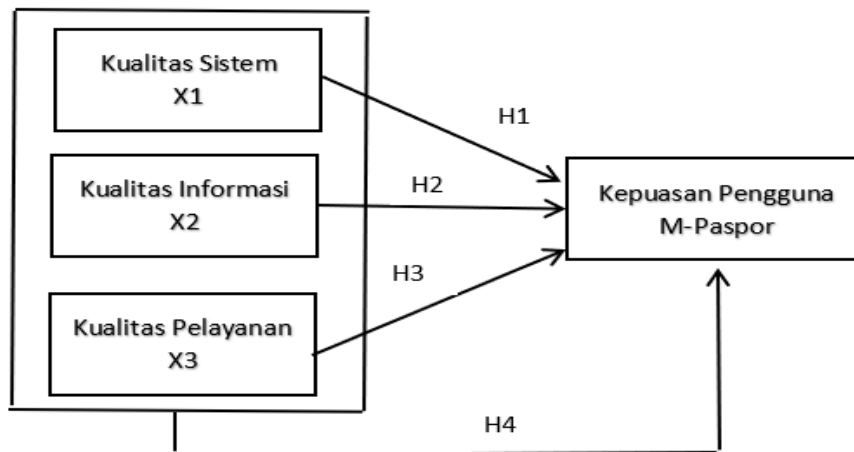 Kualitas Sistem
X1
H1
Kualitas Informasi
X2
H2
Kepuasan Pengguna
M-Paspor
H3
Kualitas Pelayanan
X3
H4